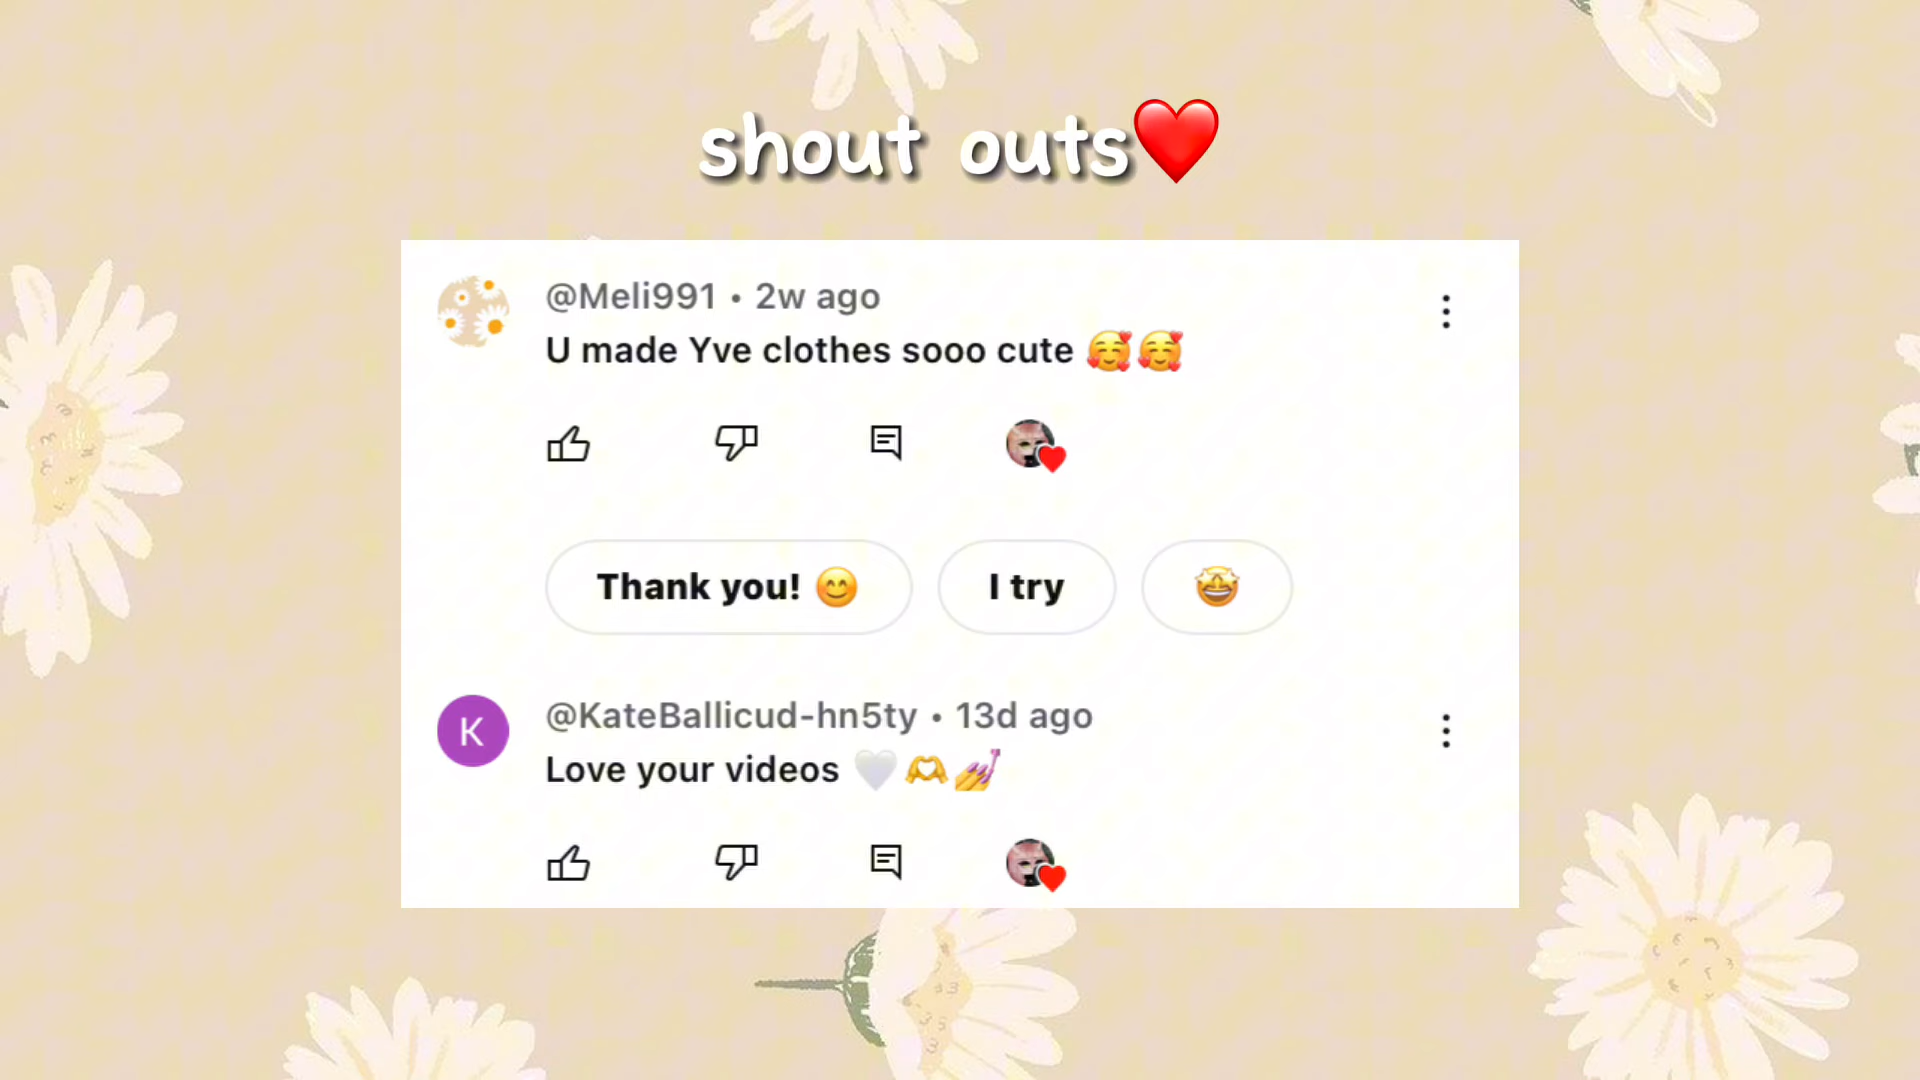 shout outs❤️
@Meli991 • 2w ago
U made Yve clothes sooo cute 🥰🥰
Thank you! 😊
I try
🤩
@KateBallicud-hn5ty • 13d ago
Love your videos 🤍🫶💅
K